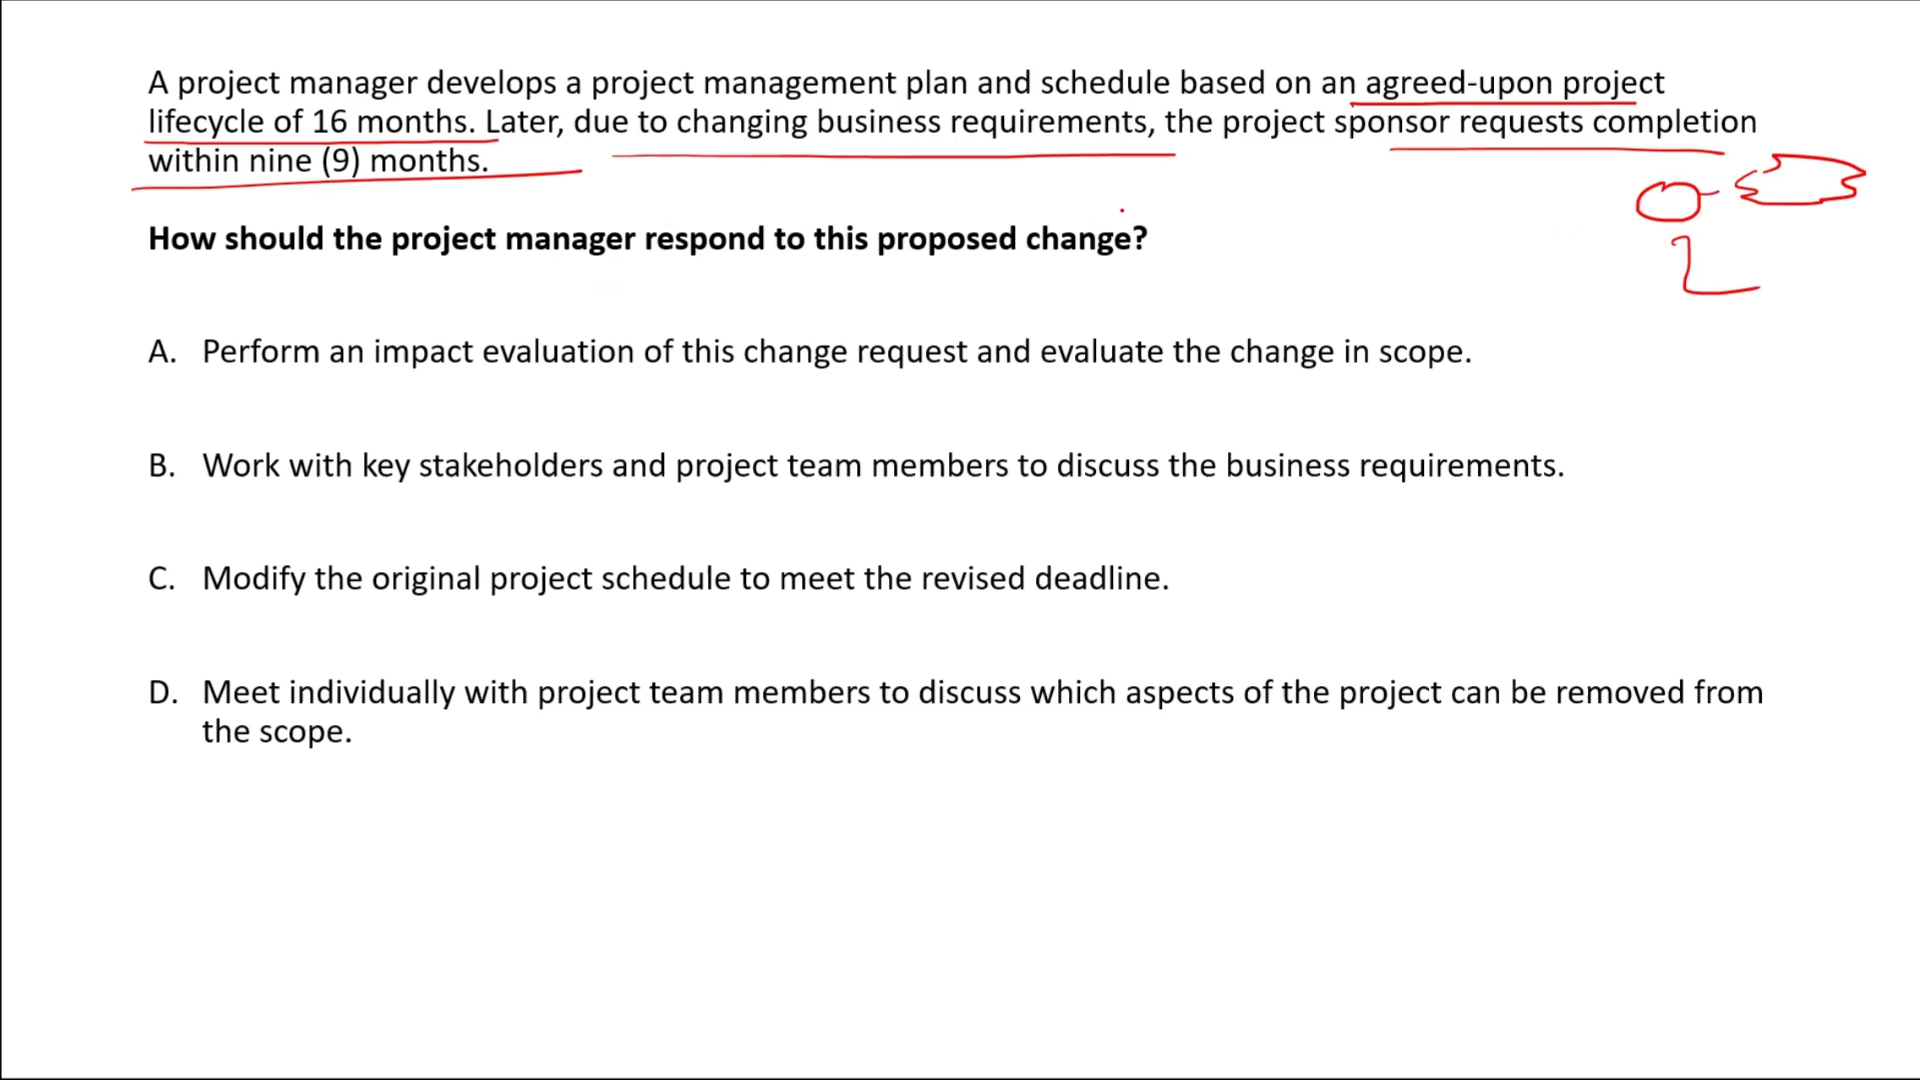 A project manager develops a project management plan and schedule based on an agreed-upon project
lifecycle of 16 months. Later, due to changing business requirements, the project sponsor requests completion
within nine (9) months.
How should the project manager respond to this proposed change?
A. Perform an impact evaluation of this change request and evaluate the change in scope.
B. Work with key stakeholders and project team members to discuss the business requirements.
C. Modify the original project schedule to meet the revised deadline.
D. Meet individually with project team members to discuss which aspects of the project can be removed from
the scope.